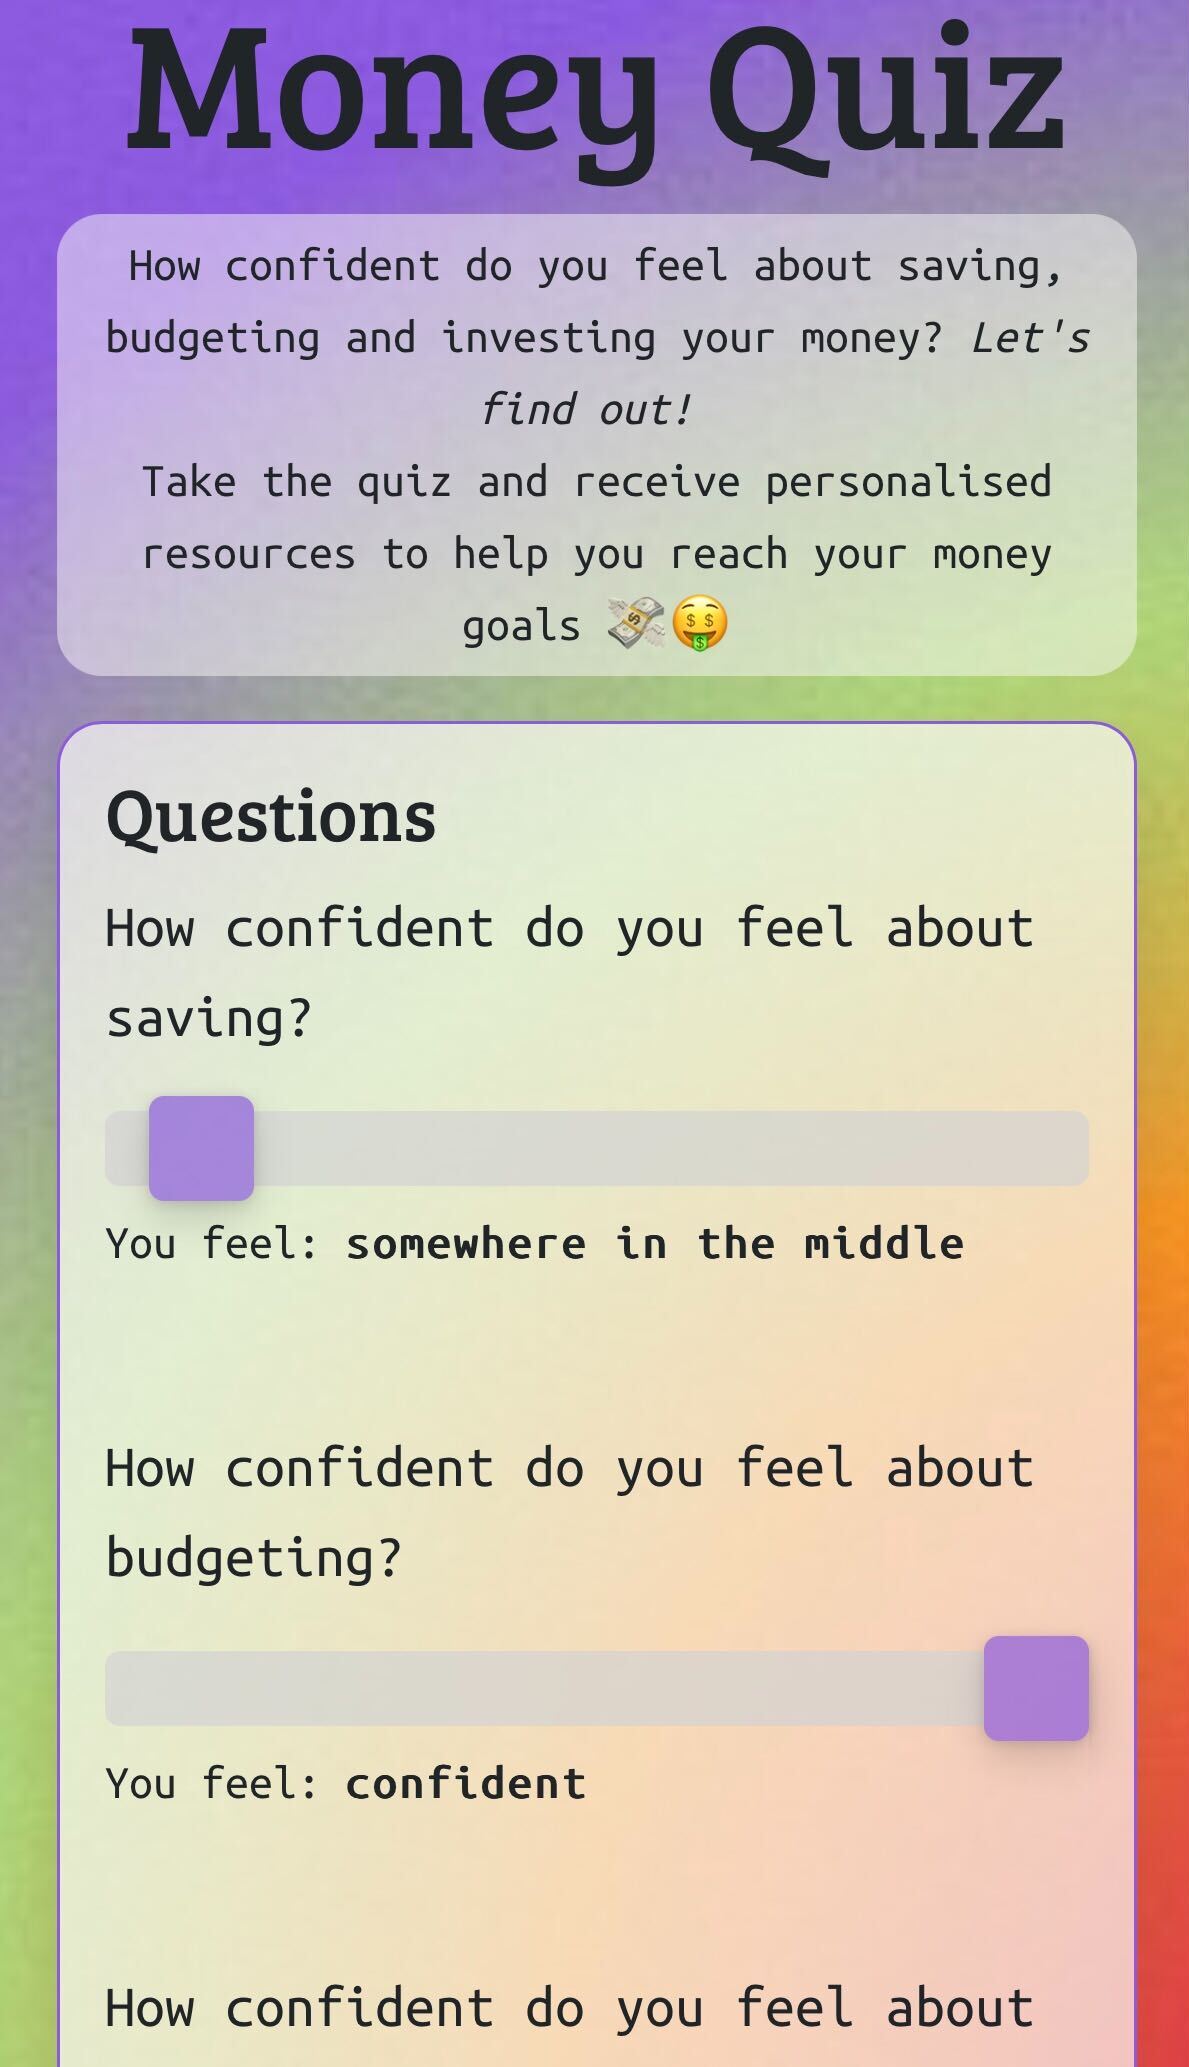 Money Quiz
How confident do you feel about saving,
budgeting and investing your money? Let's
find out!
Take the quiz and receive personalised
resources to help you reach your money
goals 💸🤑
Questions
How confident do you feel about
saving?
You feel: somewhere in the middle
How confident do you feel about
budgeting?
You feel: confident
How confident do you feel about